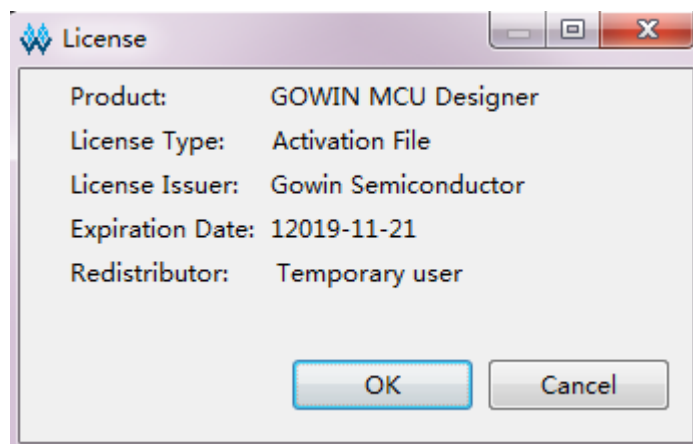 License
Product: GOWIN MCU Designer
License Type: Activation File
License Issuer: Gowin Semiconductor
Expiration Date: 12019-11-21
Redistributor: Temporary user
OK Cancel